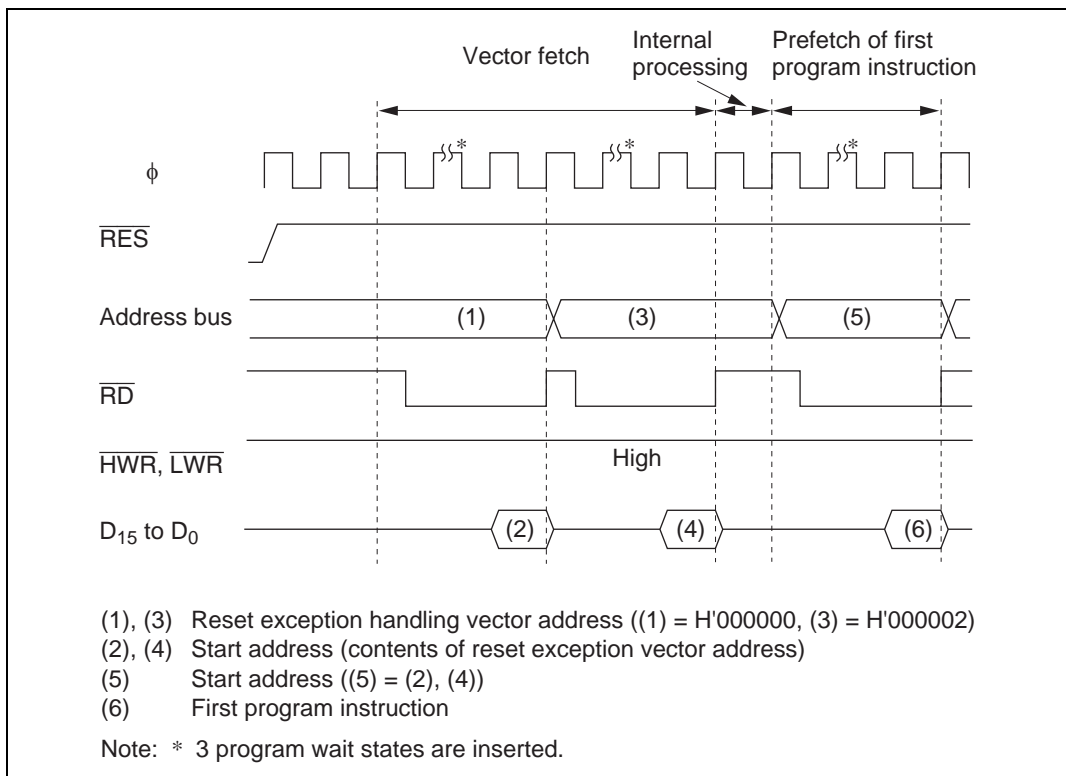 Vector fetch
Internal processing
Prefetch of first program instruction
ϕ
*
*
*
RES
Address bus
(1)
(3)
(5)
RD
HWR, LWR
High
D15 to D0
(2)
(4)
(6)
(1), (3) Reset exception handling vector address ((1) = H'000000, (3) = H'000002)
(2), (4) Start address (contents of reset exception vector address)
(5) Start address ((5) = (2), (4))
(6) First program instruction
Note: * 3 program wait states are inserted.